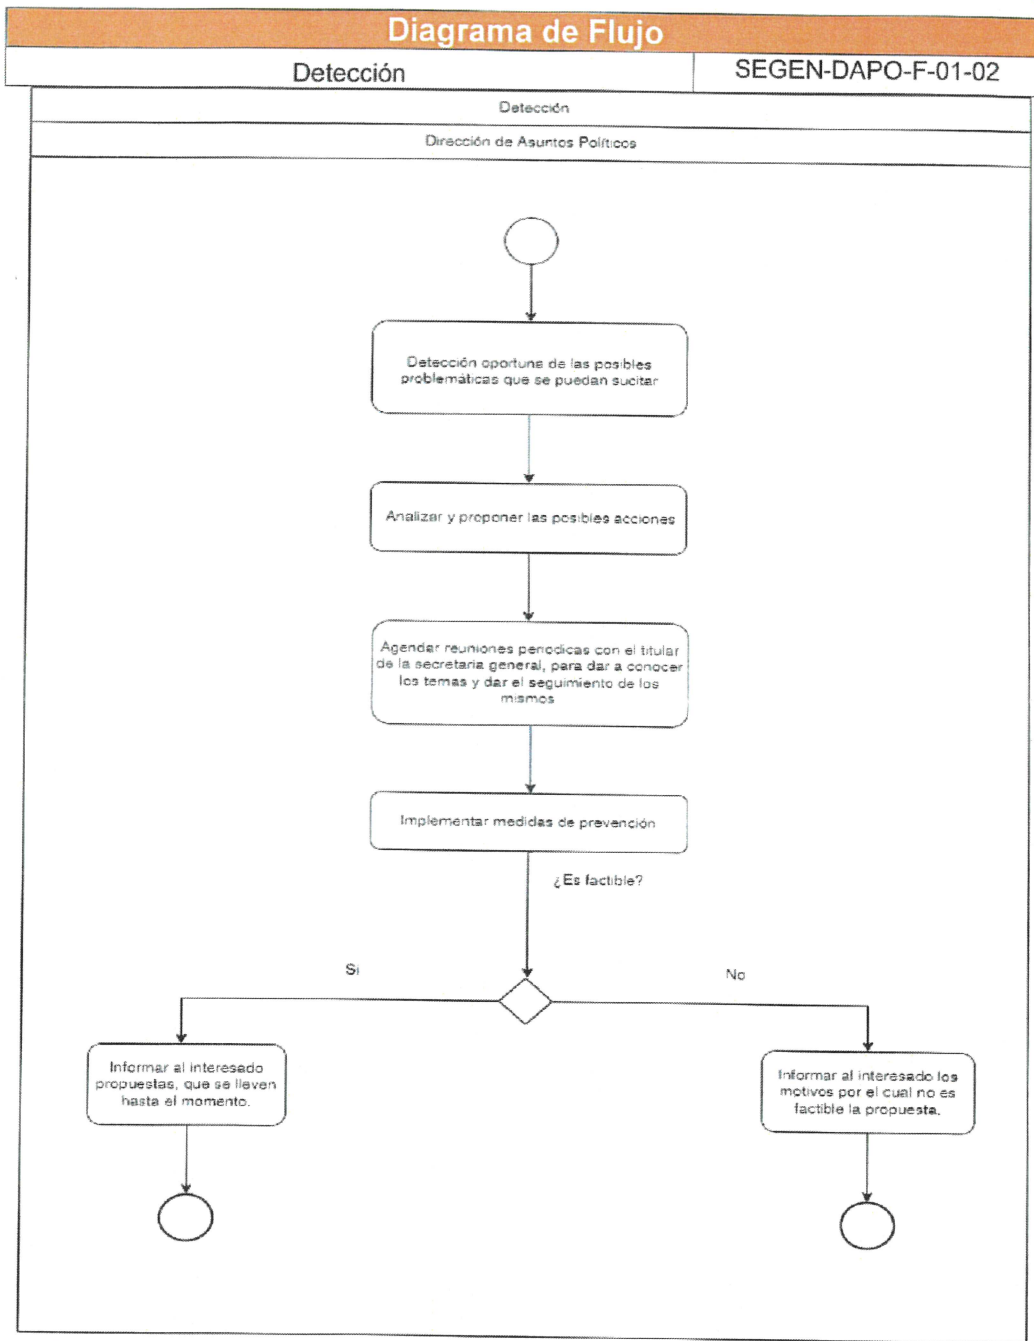 Diagrama de Flujo
Detección
SEGEN-DAPO-F-01-02
Detección
Dirección de Asuntos Políticos
Detección oportuna de las posibles
problemáticas que se puedan sucitar
Analizar y proponer las posibles acciones
Agendar reuniones periodicas con el titular
de la secretaria general, para dar a conocer
los temas y dar el seguimiento de los
mismos
Implementar medidas de prevención
¿Es factible?
Si
No
Informar al interesado
propuestas, que se lleven
hasta el momento.
Informar al interesado los
motivos por el cual no es
factible la propuesta.